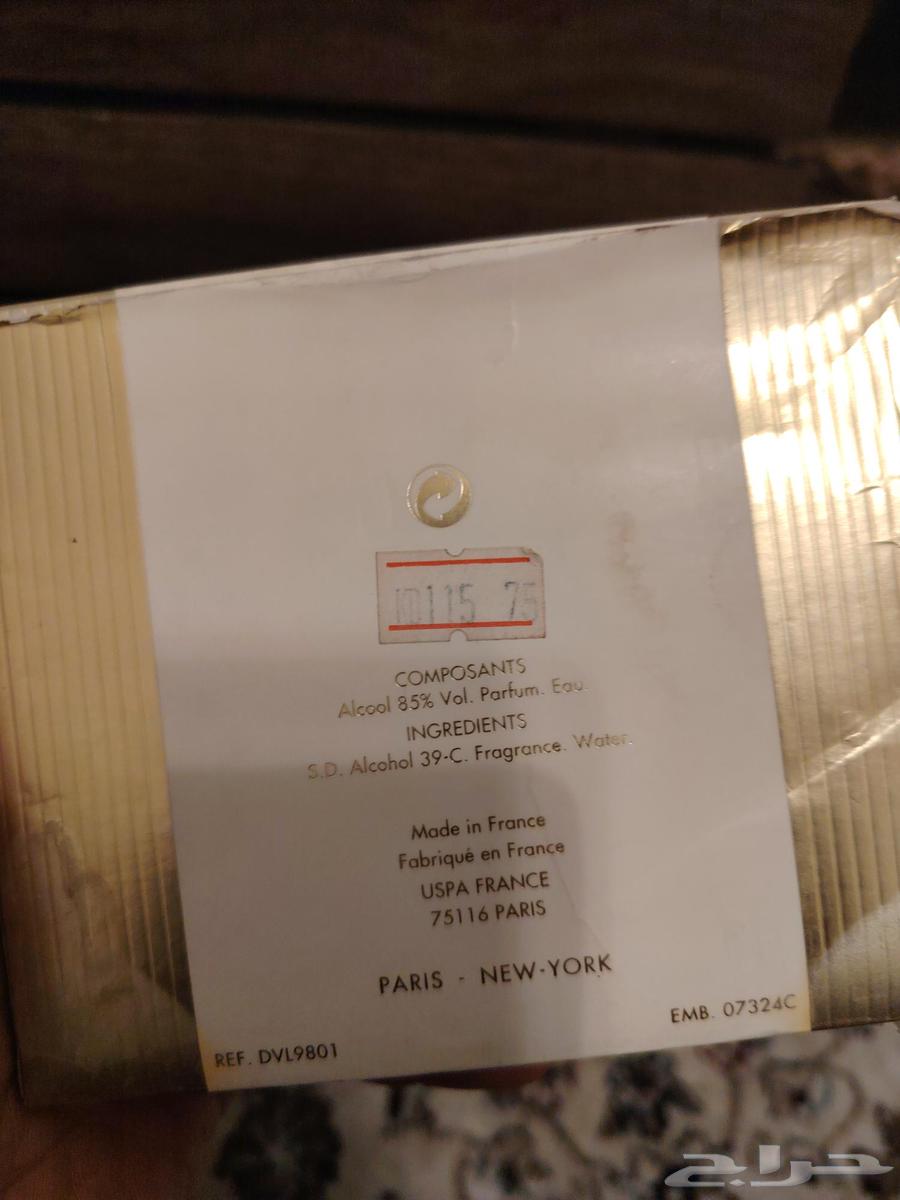 10115 75
COMPOSANTS
Alcool 85% Vol. Parfum. Eau.
INGREDIENTS
S.D. Alcohol 39-C. Fragrance. Water.
Made in France
Fabriqué en France
USPA FRANCE
75116 PARIS
PARIS - NEW-YORK
EMB. 07324C
REF. DVL9801
حراج